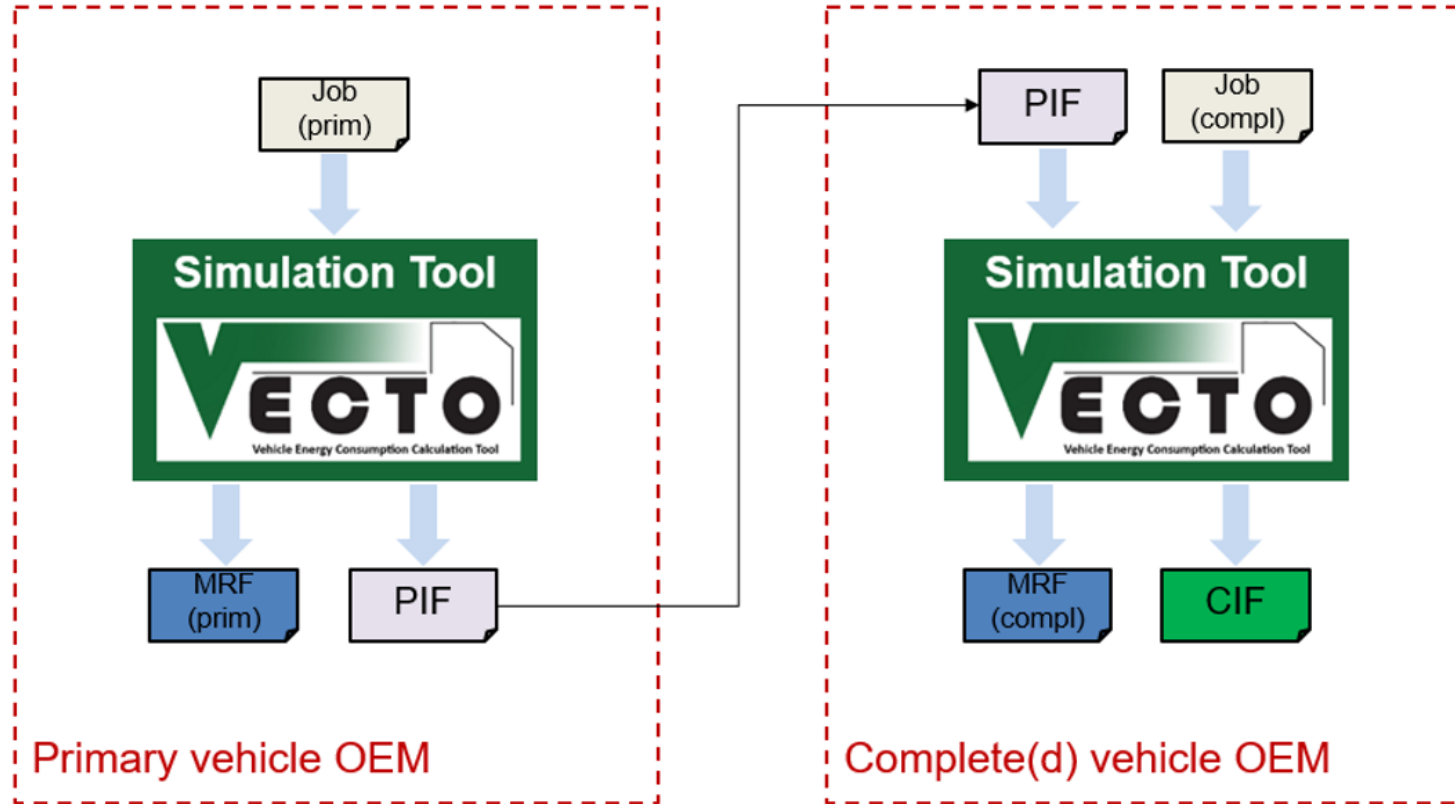 Job
(prim)
Simulation Tool
VECTO
Vehicle Energy Consumption Calculation Tool
MRF
(prim)
PIF
Primary vehicle OEM
PIF
Job
(compl)
Simulation Tool
VECTO
Vehicle Energy Consumption Calculation Tool
MRF
(compl)
CIF
Complete(d) vehicle OEM